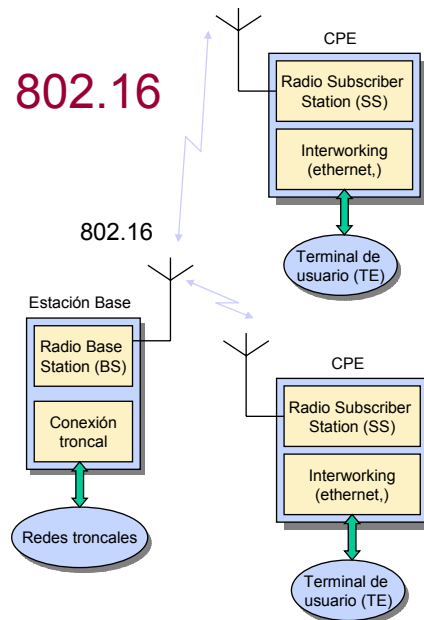 802.16
CPE
Radio Subscriber
Station (SS)
Interworking
(ethernet,)
Terminal de
usuario (TE)
802.16
Estación Base
Radio Base
Station (BS)
Conexión
troncal
Redes troncales
CPE
Radio Subscriber
Station (SS)
Interworking
(ethernet,)
Terminal de
usuario (TE)